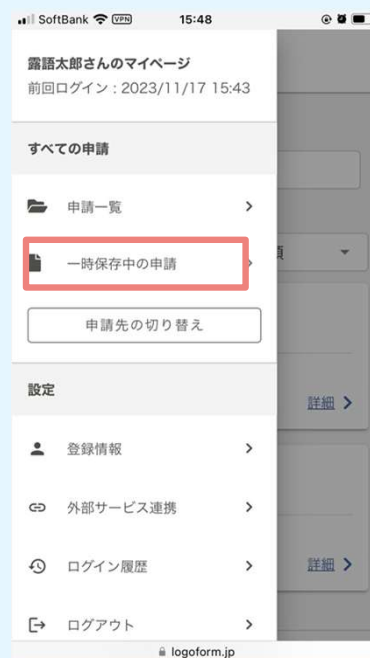 SoftBank VPN 15:48
露語太郎さんのマイページ
前回ログイン：2023/11/17 15:43
すべての申請
申請一覧
一時保存中の申請
申請先の切り替え
設定
詳細
登録情報
外部サービス連携
ログイン履歴
詳細
ログアウト
logoform.jp